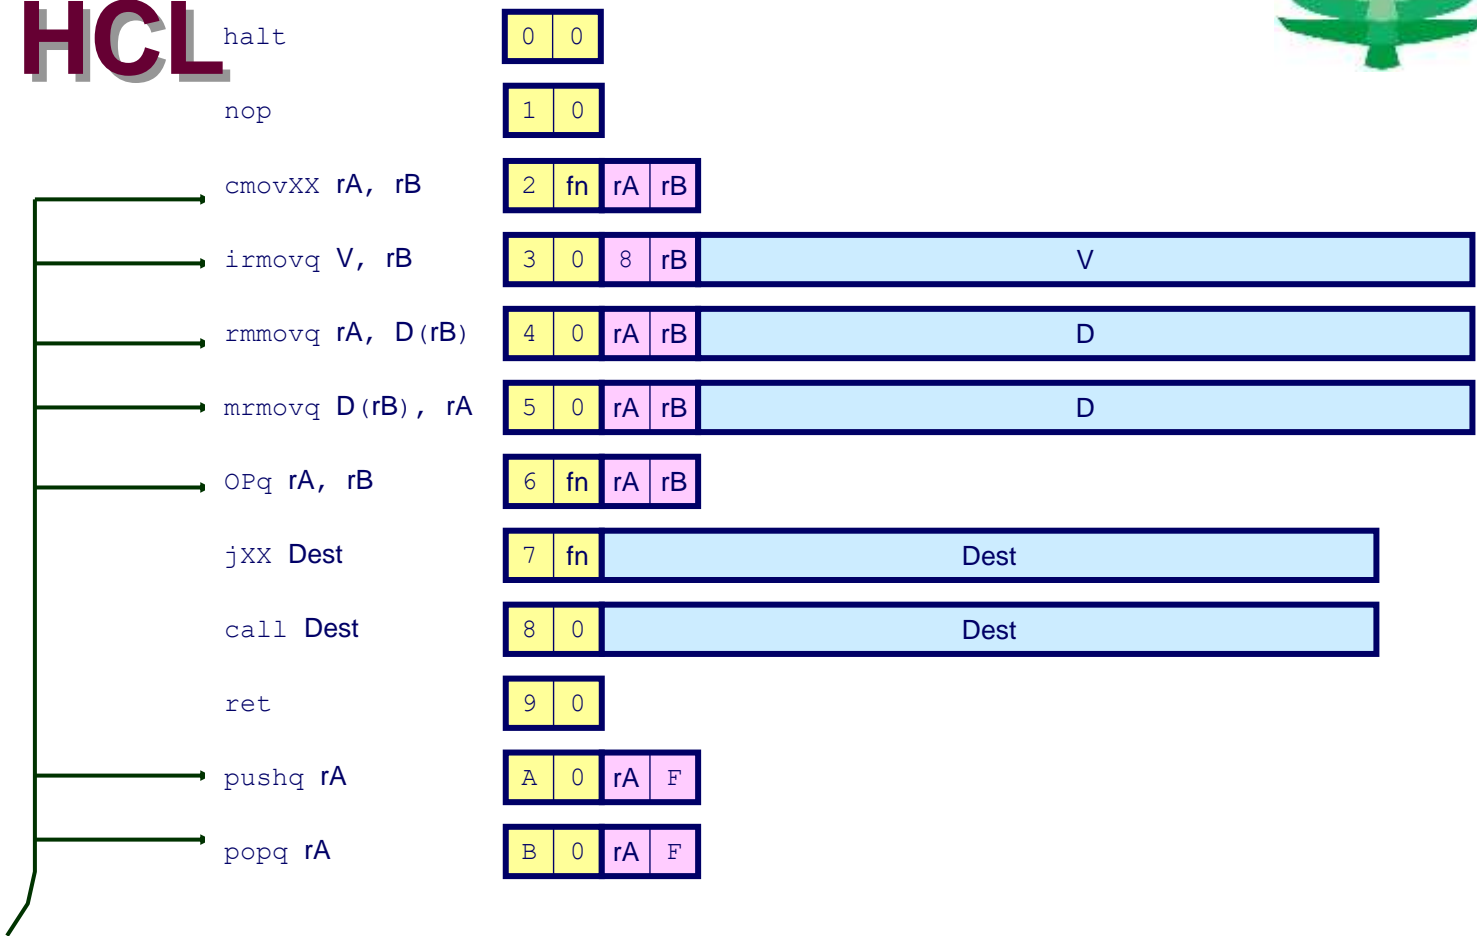 HCL
halt 0 0
nop 1 0
cmovXX rA, rB 2 fn rA rB
irmovq V, rB 3 0 8 rB V
rmmovq rA, D(rB) 4 0 rA rB D
mrmovq D(rB), rA 5 0 rA rB D
OPq rA, rB 6 fn rA rB
jXX Dest 7 fn Dest
call Dest 8 0 Dest
ret 9 0
pushq rA A 0 rA F
popq rA B 0 rA F